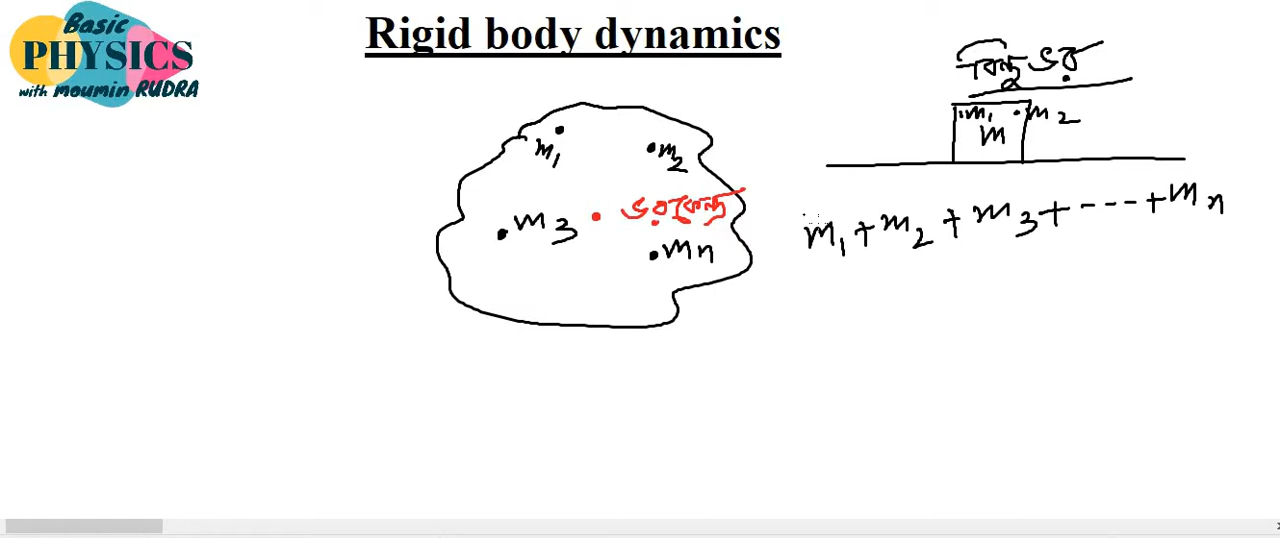 Basic
PHYSICS
with moumin RUDRA
Rigid body dynamics
বিন্দু ভর
m₁ m₂
m
m₁ m₂
m₃ ভরকেন্দ্র
mn
m₁ + m₂ + m₃ + --- + mn